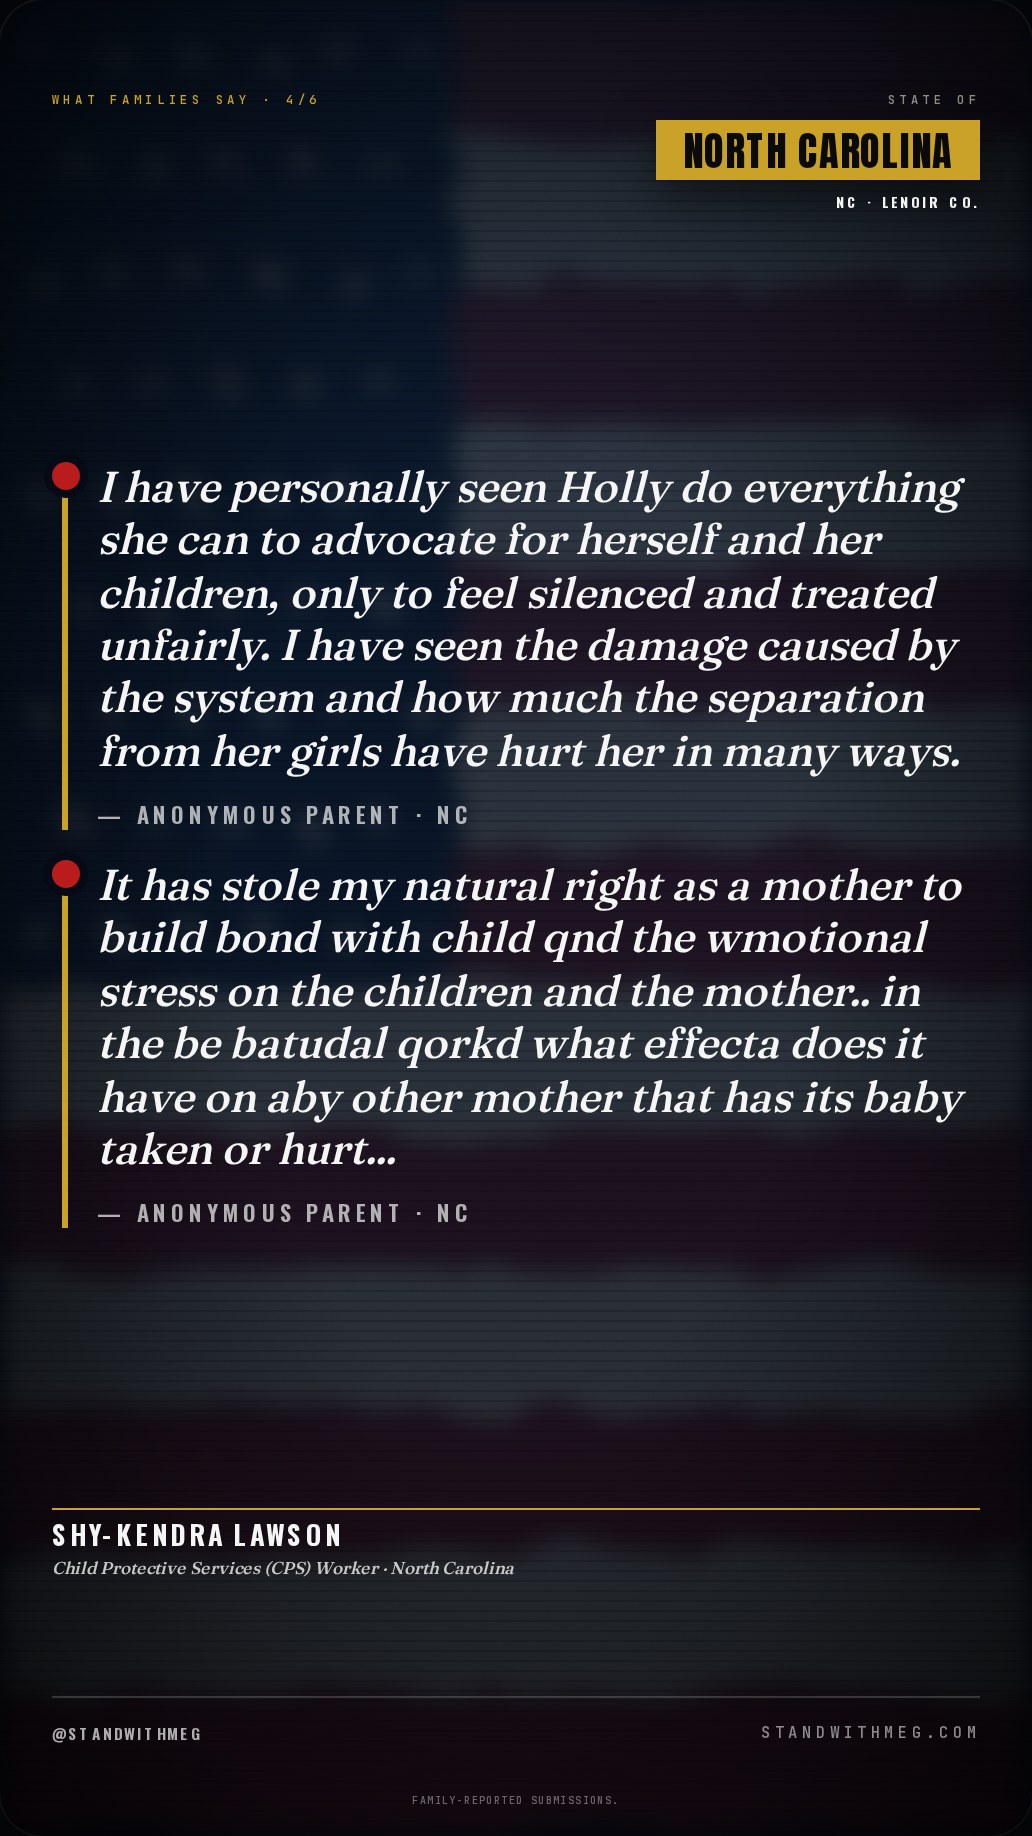 WHAT FAMILIES SAY · 4/6
STATE OF
NORTH CAROLINA
NC · LENOIR CO.
I have personally seen Holly do everything
she can to advocate for herself and her
children, only to feel silenced and treated
unfairly. I have seen the damage caused by
the system and how much the separation
from her girls have hurt her in many ways.
— ANONYMOUS PARENT · NC
It has stole my natural right as a mother to
build bond with child qnd the wmotional
stress on the children and the mother.. in
the be batudal qorkd what effecta does it
have on aby other mother that has its baby
taken or hurt...
— ANONYMOUS PARENT · NC
SHY-KENDRA LAWSON
Child Protective Services (CPS) Worker · North Carolina
@STANDWITHMEG
STANDWITHMEG.COM
FAMILY-REPORTED SUBMISSIONS.